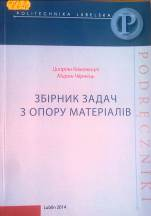 POLITECHNIKA LUBELSKA
PODRĘCZNIKI
ЗБІРНИК ЗАДАЧ
З ОПОРУ МАТЕРІАЛІВ
Lublin 2014